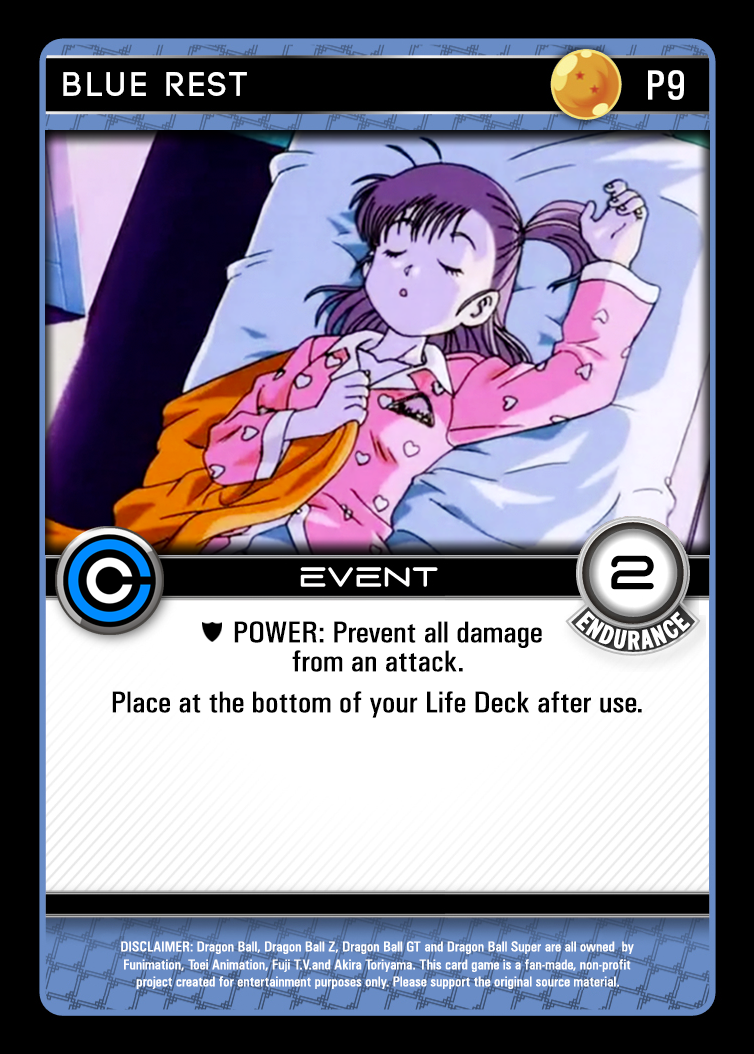 BLUE REST
P9
EVENT
2
ENDURANCE
POWER: Prevent all damage
from an attack.
Place at the bottom of your Life Deck after use.
DISCLAIMER: Dragon Ball, Dragon Ball Z, Dragon Ball GT and Dragon Ball Super are all owned by
Funimation, Toei Animation, Fuji T.V.and Akira Toriyama. This card game is a fan-made, non-profit
project created for entertainment purposes only. Please support the original source material.